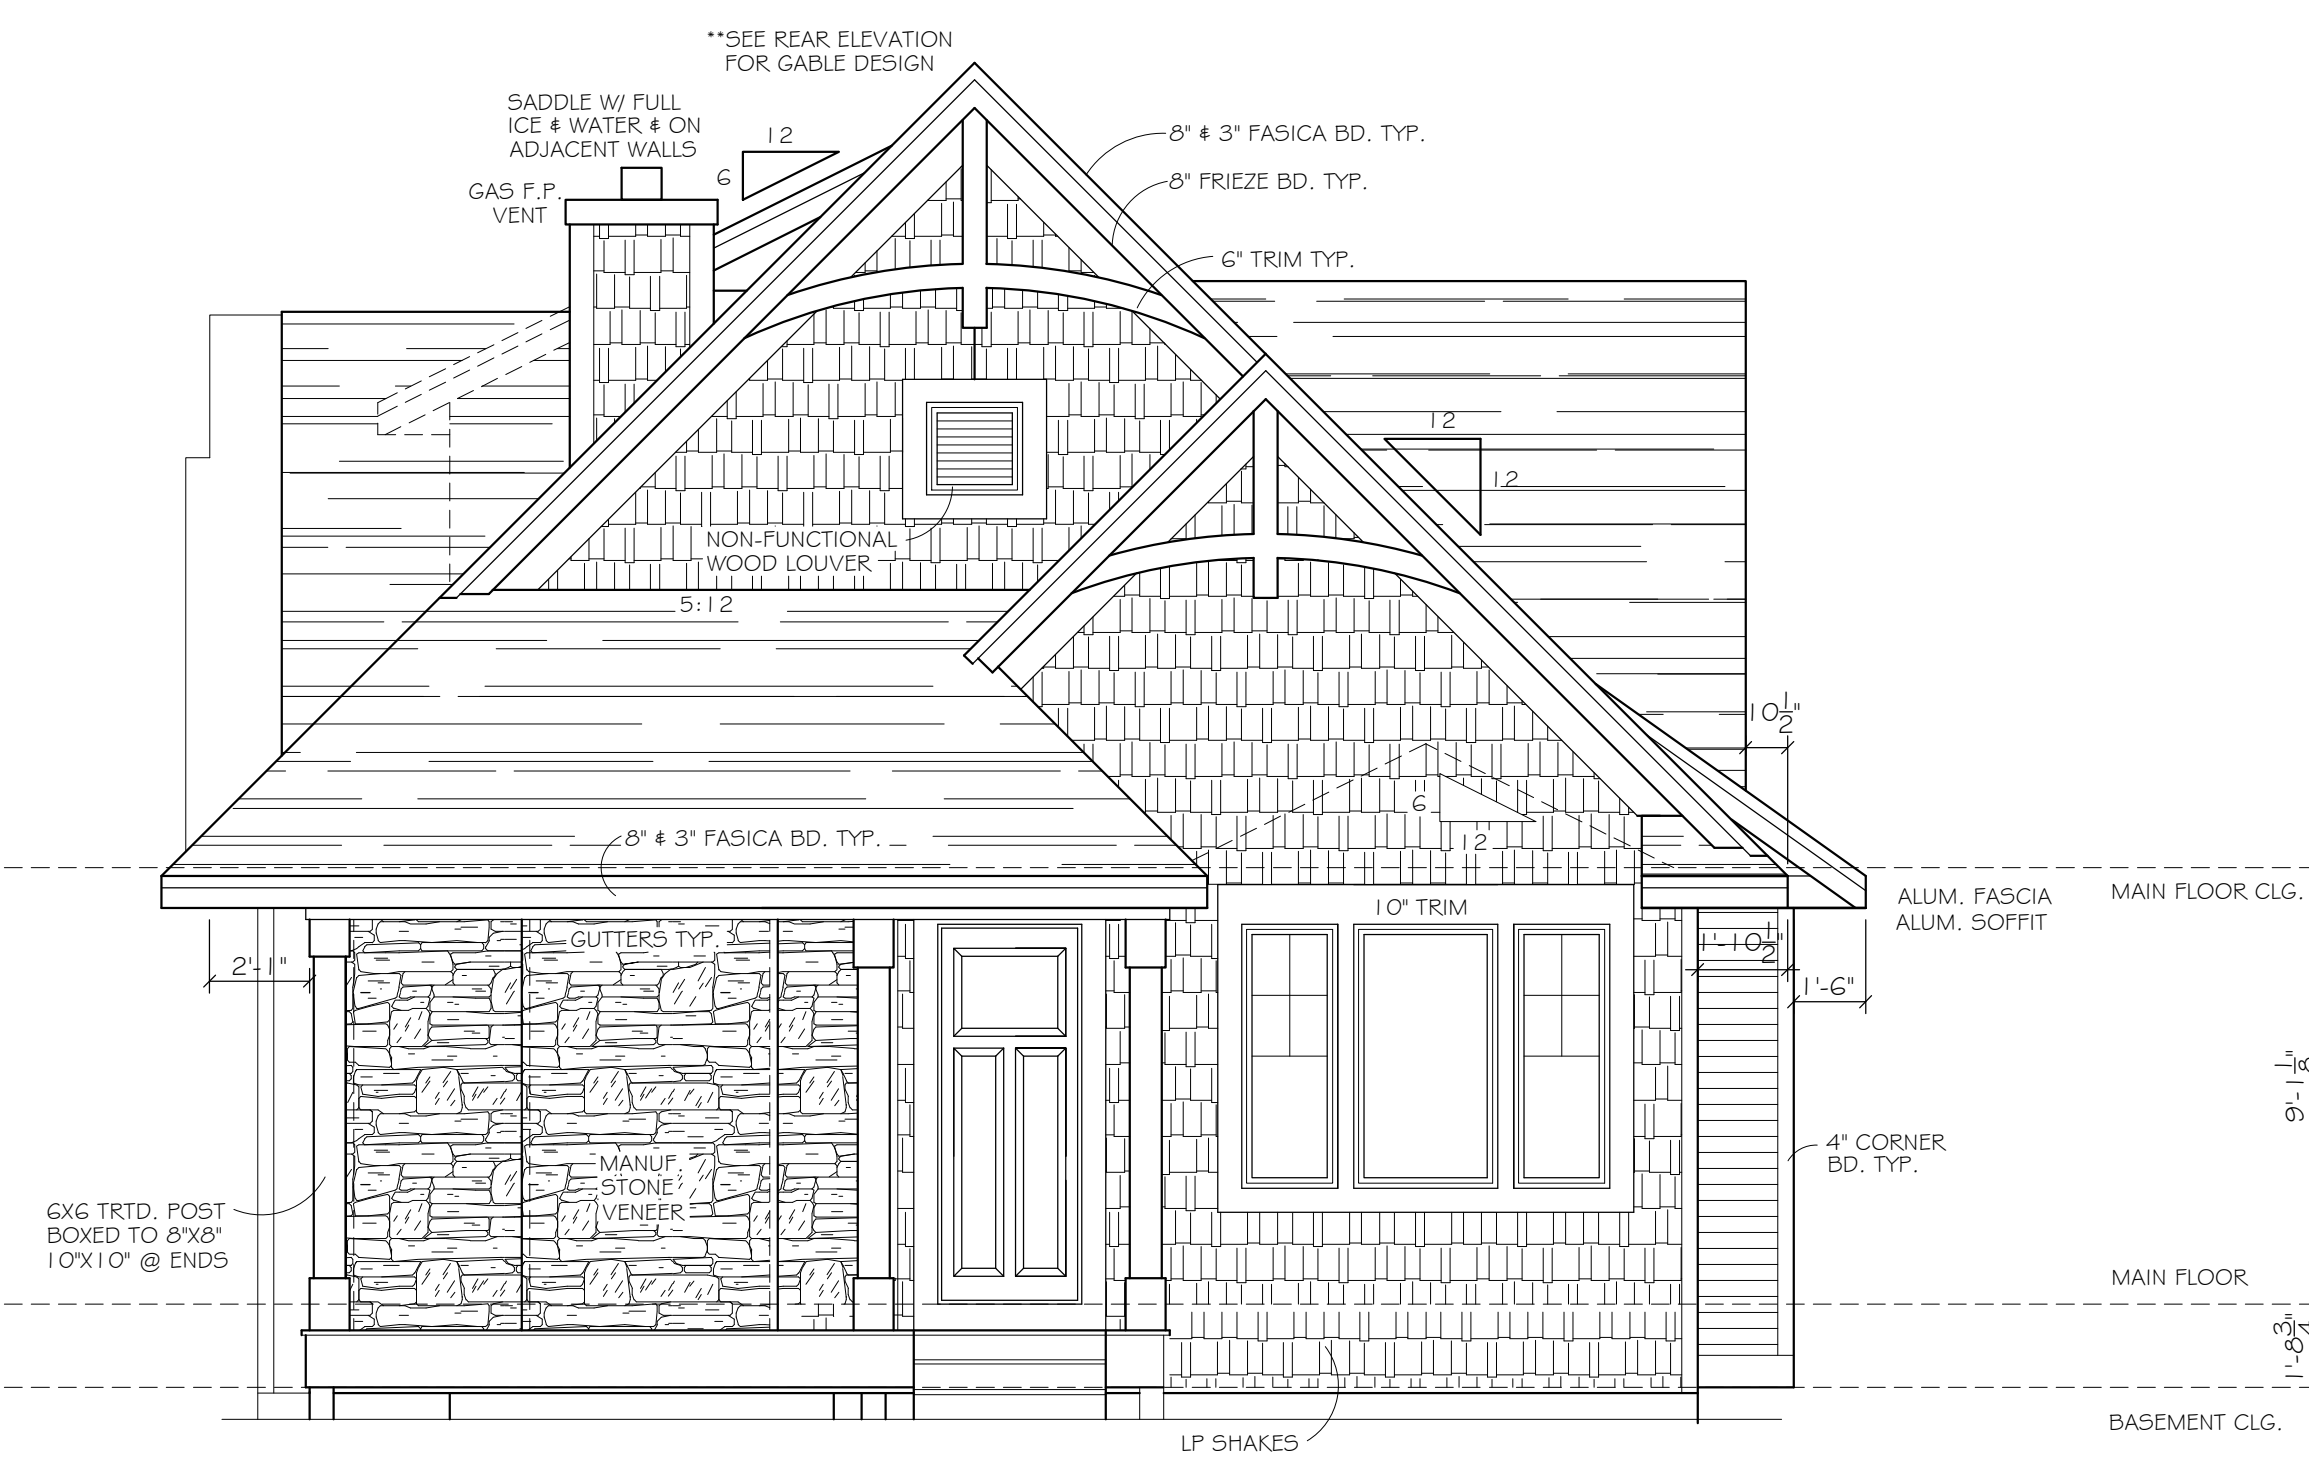 **SEE REAR ELEVATION
FOR GABLE DESIGN
SADDLE W/ FULL
ICE & WATER & ON
ADJACENT WALLS
12
6
GAS F.P.
VENT
8" & 3" FASICA BD. TYP.
8" FRIEZE BD. TYP.
6" TRIM TYP.
12
12
NON-FUNCTIONAL
WOOD LOUVER
5:12
10 1/2"
6
12
8" & 3" FASICA BD. TYP.
ALUM. FASCIA
ALUM. SOFFIT
MAIN FLOOR CLG.
10" TRIM
GUTTERS TYP.
2'-1"
1'-10 1/2"
1'-6"
9'-1 1/8"
4" CORNER
BD. TYP.
MANUF.
STONE
VENEER
6X6 TRTD. POST
BOXED TO 8"X8"
10"X10" @ ENDS
MAIN FLOOR
1'-8 3/4"
BASEMENT CLG.
LP SHAKES